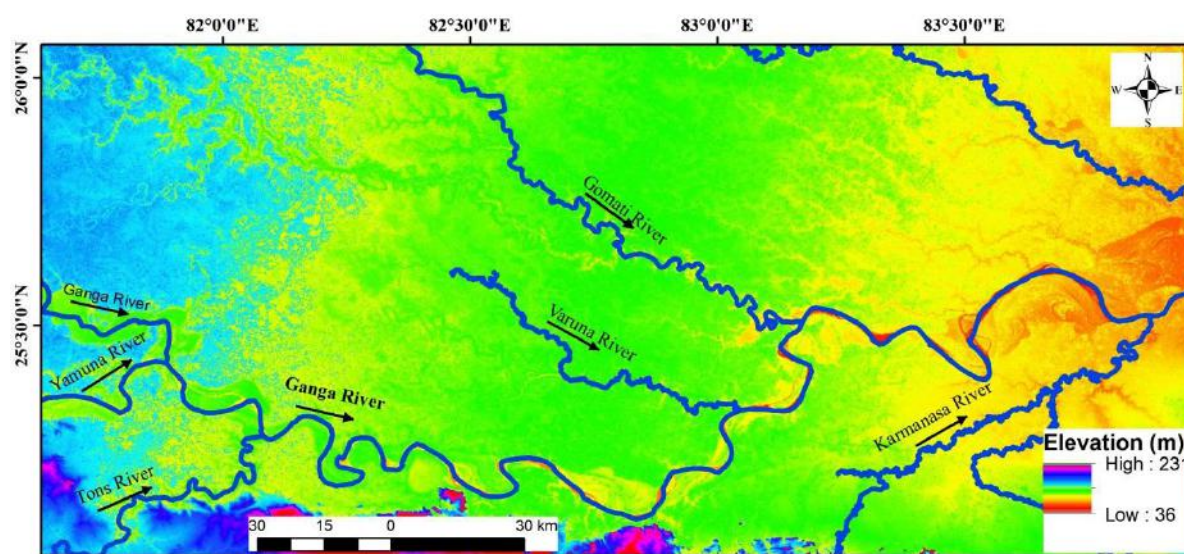 82°0'0"E 82°30'0"E 83°0'0"E 83°30'0"E
26°0'0"N
N
W E
S
Gomati River
Ganga River
25°30'0"N
Varuna River
Yamuna River
Ganga River
Karmanasa River
Elevation (m)
High : 231
Tons River
Low : 36
30 15 0 30 km